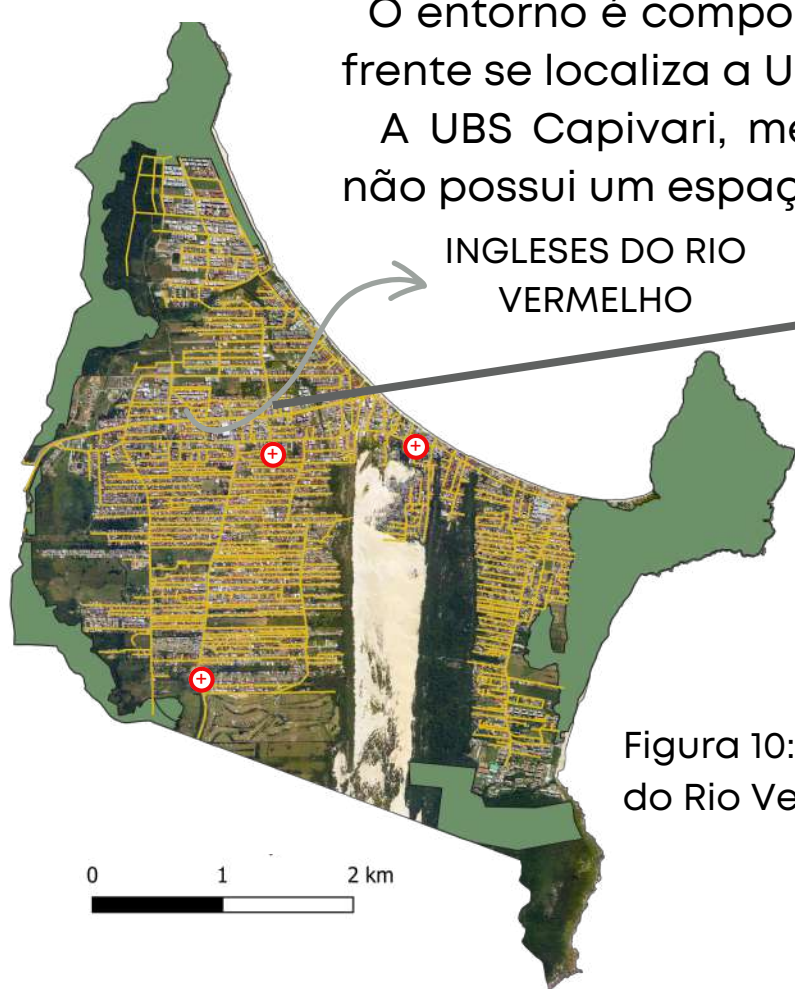 O entorno é compo
frente se localiza a U
A UBS Capivari, me
não possui um espaç
INGLESES DO RIO
VERMELHO
Figura 10:
do Rio Ve
0 1 2 km